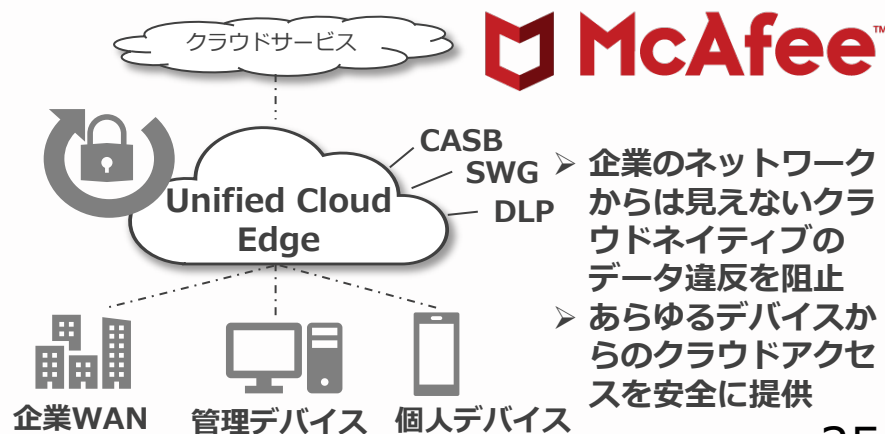 クラウドサービス
McAfee™
CASB
SWG
DLP
Unified Cloud
Edge
➢ 企業のネットワーク
からは見えないクラ
ウドネイティブの
データ違反を阻止
➢ あらゆるデバイスか
らのクラウドアクセ
スを安全に提供
企業WAN
管理デバイス
個人デバイス